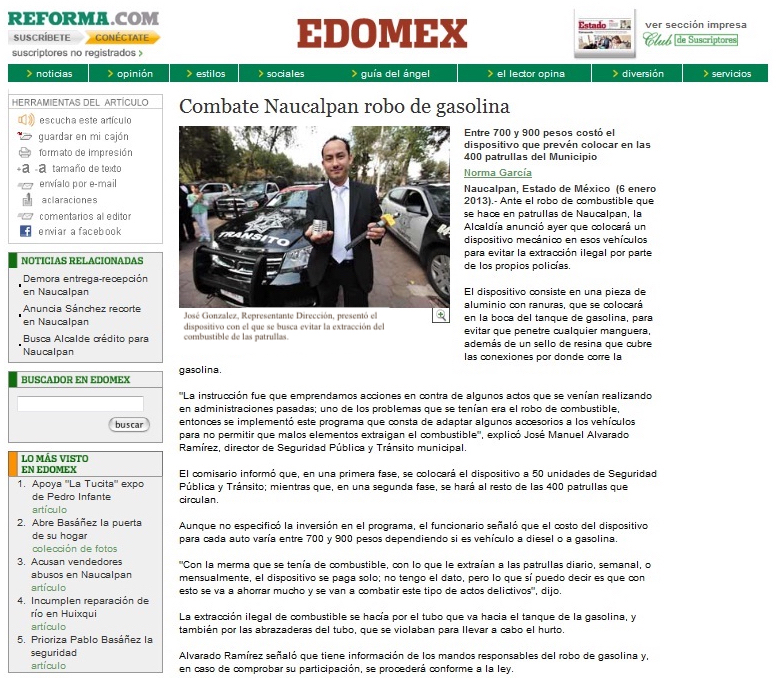 REFORMA.COM
SUSCRÍBETE CONÉCTATE
suscriptores no registrados >
EDOMEX
Estado
ver sección impresa
Club de Suscriptores
> noticias > opinión > estilos > sociales > guía del ángel > el lector opina > diversión > servicios
HERRAMIENTAS DEL ARTÍCULO
escucha este artículo
guardar en mi cajón
formato de impresión
+a -a tamaño de texto
envíalo por e-mail
aclaraciones
comentarios al editor
enviar a facebook
NOTICIAS RELACIONADAS
Demora entrega-recepción
en Naucalpan
Anuncia Sánchez recorte
en Naucalpan
Busca Alcalde crédito para
Naucalpan
BUSCADOR EN EDOMEX
buscar
LO MÁS VISTO
EN EDOMEX
1. Apoya "La Tucita" expo
de Pedro Infante
artículo
2. Abre Basáñez la puerta
de su hogar
colección de fotos
3. Acusan vendedores
abusos en Naucalpan
artículo
4. Incumplen reparación de
río en Huixqui
artículo
5. Prioriza Pablo Basáñez la
seguridad
artículo
Combate Naucalpan robo de gasolina
TRANSITO
José Gonzalez, Representante Dirección, presentó el
dispositivo con el que se busca evitar la extracción del
combustible de las patrullas.
Entre 700 y 900 pesos costó el
dispositivo que prevén colocar en las
400 patrullas del Municipio
Norma García
Naucalpan, Estado de México (6 enero
2013).- Ante el robo de combustible que
se hace en patrullas de Naucalpan, la
Alcaldía anunció ayer que colocará un
dispositivo mecánico en esos vehículos
para evitar la extracción ilegal por parte
de los propios policías.
El dispositivo consiste en una pieza de
aluminio con ranuras, que se colocará
en la boca del tanque de gasolina, para
evitar que penetre cualquier manguera,
además de un sello de resina que cubre
las conexiones por donde corre la
gasolina.
"La instrucción fue que emprendamos acciones en contra de algunos actos que se venían realizando
en administraciones pasadas; uno de los problemas que se tenían era el robo de combustible,
entonces se implementó este programa que consta de adaptar algunos accesorios a los vehículos
para no permitir que malos elementos extraigan el combustible", explicó José Manuel Alvarado
Ramírez, director de Seguridad Pública y Tránsito municipal.
El comisario informó que, en una primera fase, se colocará el dispositivo a 50 unidades de Seguridad
Pública y Tránsito; mientras que, en una segunda fase, se hará al resto de las 400 patrullas que
circulan.
Aunque no especificó la inversión en el programa, el funcionario señaló que el costo del dispositivo
para cada auto varía entre 700 y 900 pesos dependiendo si es vehículo a diesel o a gasolina.
"Con la merma que se tenía de combustible, con lo que le extraían a las patrullas diario, semanal, o
mensualmente, el dispositivo se paga solo; no tengo el dato, pero lo que sí puedo decir es que con
esto se va a ahorrar mucho y se van a combatir este tipo de actos delictivos", dijo.
La extracción ilegal de combustible se hacía por el tubo que va hacia el tanque de la gasolina, y
también por las abrazaderas del tubo, que se violaban para llevar a cabo el hurto.
Alvarado Ramírez señaló que tiene información de los mandos responsables del robo de gasolina y,
en caso de comprobar su participación, se procederá conforme a la ley.